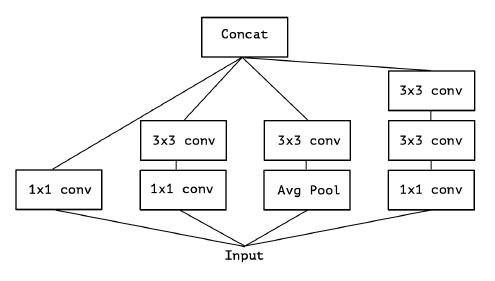 Concat
3x3 conv
3x3 conv
3x3 conv
3x3 conv
1x1 conv
1x1 conv
Avg Pool
1x1 conv
Input